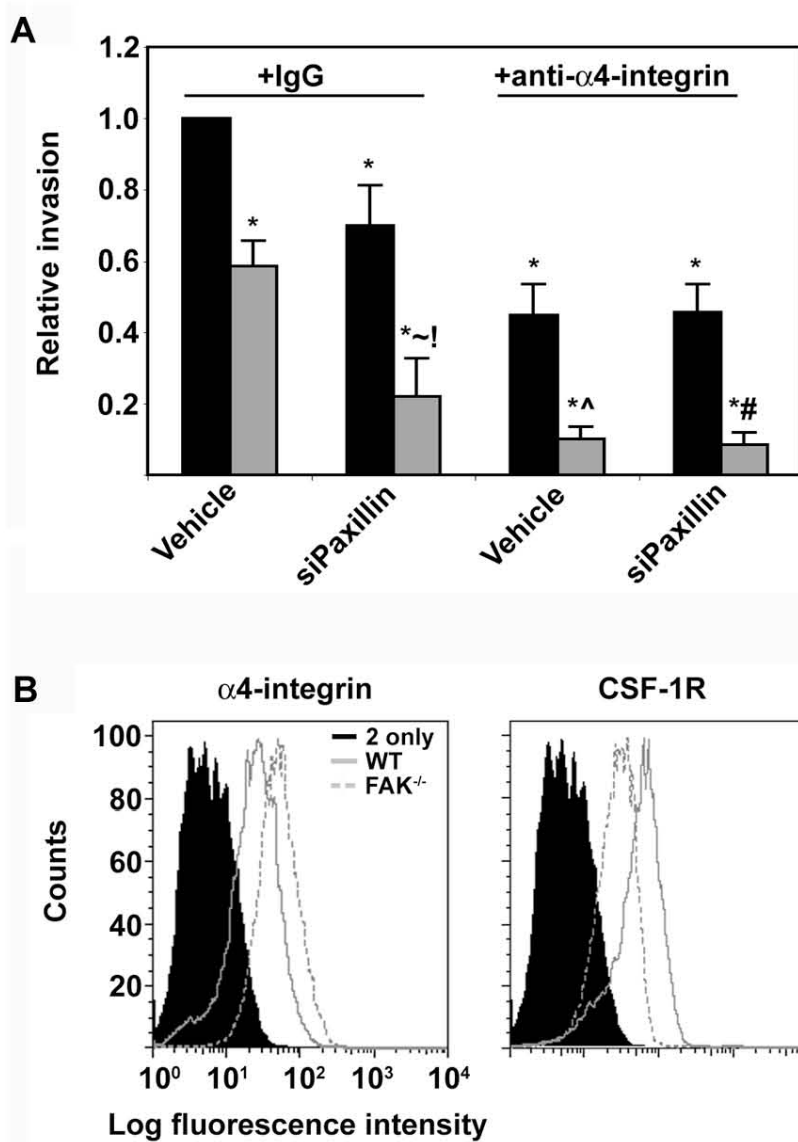 A
1.2
1.0
0.8
0.6
0.4
0.2
Relative invasion
+IgG
+anti-α4-integrin
*
*
*~!
*
*^
*
*#
Vehicle
siPaxillin
Vehicle
siPaxillin
B
α4-integrin
CSF-1R
100
80
60
40
20
Counts
2 only
WT
FAK-/-
10⁰ 10¹ 10² 10³ 10⁴
Log fluorescence intensity